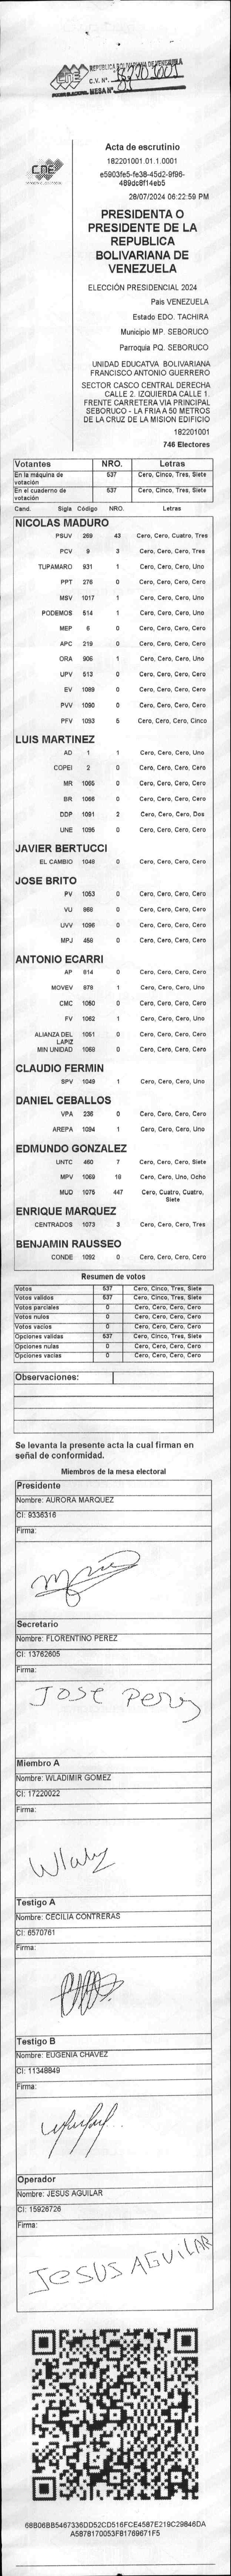 CNE
REPUBLICA BOLIVARIANA DE VENEZUELA
C.V. N°. 182201001
MESA N° 01
CNE
Acta de escrutinio
182201001.01.1.0001
e5903fe5-fe38-45d2-9f96-
489dc8f14eb5
28/07/2024 06:22:59 PM
PRESIDENTA O
PRESIDENTE DE LA
REPUBLICA
BOLIVARIANA DE
VENEZUELA
ELECCIÓN PRESIDENCIAL 2024
País VENEZUELA
Estado EDO. TACHIRA
Municipio MP. SEBORUCO
Parroquia PQ. SEBORUCO
UNIDAD EDUCATVA BOLIVARIANA
FRANCISCO ANTONIO GUERRERO
SECTOR CASCO CENTRAL DERECHA
CALLE 2. IZQUIERDA CALLE 1.
FRENTE CARRETERA VIA PRINCIPAL
SEBORUCO - LA FRIA A 50 METROS
DE LA CRUZ DE LA MISION EDIFICIO
182201001
746 Electores
Votantes NRO. Letras
En la máquina de votación 537 Cero, Cinco, Tres, Siete
En el cuaderno de votación 537 Cero, Cinco, Tres, Siete
Cand. Sigla Código NRO. Letras
NICOLAS MADURO
PSUV 269 43 Cero, Cero, Cuatro, Tres
PCV 9 3 Cero, Cero, Cero, Tres
TUPAMARO 931 1 Cero, Cero, Cero, Uno
PPT 276 0 Cero, Cero, Cero, Cero
MSV 1017 1 Cero, Cero, Cero, Uno
PODEMOS 514 1 Cero, Cero, Cero, Uno
MEP 6 0 Cero, Cero, Cero, Cero
APC 219 0 Cero, Cero, Cero, Cero
ORA 906 1 Cero, Cero, Cero, Uno
UPV 513 0 Cero, Cero, Cero, Cero
EV 1089 0 Cero, Cero, Cero, Cero
PVV 1090 0 Cero, Cero, Cero, Cero
PFV 1093 5 Cero, Cero, Cero, Cinco
LUIS MARTINEZ
AD 1 1 Cero, Cero, Cero, Uno
COPEI 2 0 Cero, Cero, Cero, Cero
MR 1065 0 Cero, Cero, Cero, Cero
BR 1066 0 Cero, Cero, Cero, Cero
DDP 1091 2 Cero, Cero, Cero, Dos
UNE 1095 0 Cero, Cero, Cero, Cero
JAVIER BERTUCCI
EL CAMBIO 1048 0 Cero, Cero, Cero, Cero
JOSE BRITO
PV 1053 0 Cero, Cero, Cero, Cero
VU 868 0 Cero, Cero, Cero, Cero
UVV 1096 0 Cero, Cero, Cero, Cero
MPJ 458 0 Cero, Cero, Cero, Cero
ANTONIO ECARRI
AP 914 0 Cero, Cero, Cero, Cero
MOVEV 878 1 Cero, Cero, Cero, Uno
CMC 1050 0 Cero, Cero, Cero, Cero
FV 1062 1 Cero, Cero, Cero, Uno
ALIANZA DEL LAPIZ 1051 0 Cero, Cero, Cero, Cero
MIN UNIDAD 1068 0 Cero, Cero, Cero, Cero
CLAUDIO FERMIN
SPV 1049 1 Cero, Cero, Cero, Uno
DANIEL CEBALLOS
VPA 236 0 Cero, Cero, Cero, Cero
AREPA 1094 1 Cero, Cero, Cero, Uno
EDMUNDO GONZALEZ
UNTC 460 7 Cero, Cero, Cero, Siete
MPV 1069 18 Cero, Cero, Uno, Ocho
MUD 1075 447 Cero, Cuatro, Cuatro, Siete
ENRIQUE MARQUEZ
CENTRADOS 1073 3 Cero, Cero, Cero, Tres
BENJAMIN RAUSSEO
CONDE 1092 0 Cero, Cero, Cero, Cero
Resumen de votos
Votos 537 Cero, Cinco, Tres, Siete
Votos validos 537 Cero, Cinco, Tres, Siete
Votos parciales 0 Cero, Cero, Cero, Cero
Votos nulos 0 Cero, Cero, Cero, Cero
Votos vacios 0 Cero, Cero, Cero, Cero
Opciones validas 537 Cero, Cinco, Tres, Siete
Opciones nulas 0 Cero, Cero, Cero, Cero
Opciones vacias 0 Cero, Cero, Cero, Cero
Observaciones:
Se levanta la presente acta la cual firman en
señal de conformidad.
Miembros de la mesa electoral
Presidente
Nombre: AURORA MARQUEZ
CI: 9336316
Firma:
Secretario
Nombre: FLORENTINO PEREZ
CI: 13762605
Firma:
JOSE PEREZ
Miembro A
Nombre: WLADIMIR GOMEZ
CI: 17220022
Firma:
Testigo A
Nombre: CECILIA CONTRERAS
CI: 6570761
Firma:
Testigo B
Nombre: EUGENIA CHAVEZ
CI: 11348849
Firma:
Operador
Nombre: JESUS AGUILAR
CI: 15926726
Firma:
JESUS AGUILAR
68B06BB5467336DD52CD516FCE4587E219C29846DA
A5878170053F81769671F5